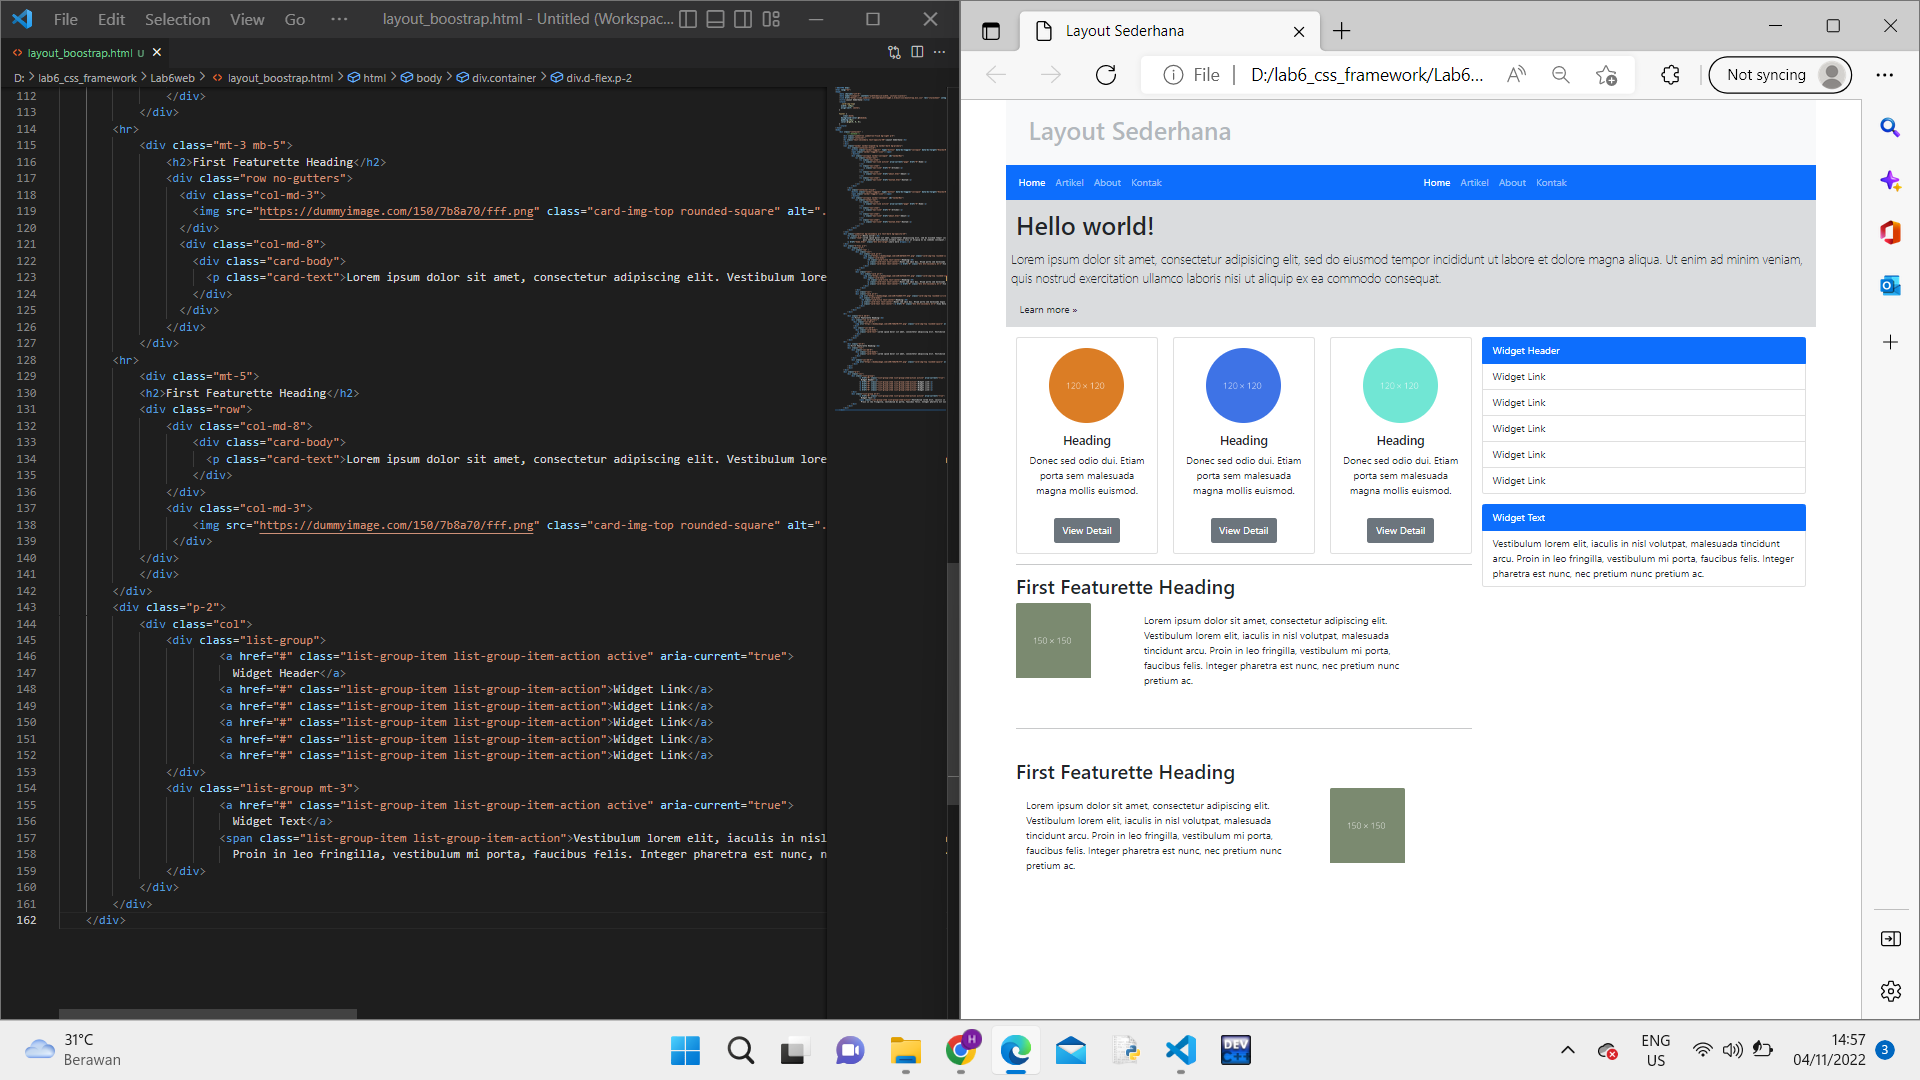 File Edit Selection View Go ··· layout_boostrap.html - Untitled (Workspac...
layout_boostrap.html U
D: > lab6_css_framework > Lab6web > layout_boostrap.html > html > body > div.container > div.d-flex.p-2
112 </div>
113 </div>
114 <hr>
115 <div class="mt-3 mb-5">
116 <h2>First Featurette Heading</h2>
117 <div class="row no-gutters">
118 <div class="col-md-3">
119 <img src="https://dummyimage.com/150/7b8a70/fff.png" class="card-img-top rounded-square" alt=".
120 </div>
121 <div class="col-md-8">
122 <div class="card-body">
123 <p class="card-text">Lorem ipsum dolor sit amet, consectetur adipiscing elit. Vestibulum lore
124 </div>
125 </div>
126 </div>
127 </div>
128 <hr>
129 <div class="mt-5">
130 <h2>First Featurette Heading</h2>
131 <div class="row">
132 <div class="col-md-8">
133 <div class="card-body">
134 <p class="card-text">Lorem ipsum dolor sit amet, consectetur adipiscing elit. Vestibulum lore
135 </div>
136 </div>
137 <div class="col-md-3">
138 <img src="https://dummyimage.com/150/7b8a70/fff.png" class="card-img-top rounded-square" alt=".
139 </div>
140 </div>
141 </div>
142 </div>
143 <div class="p-2">
144 <div class="col">
145 <div class="list-group">
146 <a href="#" class="list-group-item list-group-item-action active" aria-current="true">
147 Widget Header</a>
148 <a href="#" class="list-group-item list-group-item-action">Widget Link</a>
149 <a href="#" class="list-group-item list-group-item-action">Widget Link</a>
150 <a href="#" class="list-group-item list-group-item-action">Widget Link</a>
151 <a href="#" class="list-group-item list-group-item-action">Widget Link</a>
152 <a href="#" class="list-group-item list-group-item-action">Widget Link</a>
153 </div>
154 <div class="list-group mt-3">
155 <a href="#" class="list-group-item list-group-item-action active" aria-current="true">
156 Widget Text</a>
157 <span class="list-group-item list-group-item-action">Vestibulum lorem elit, iaculis in nisl
158 Proin in leo fringilla, vestibulum mi porta, faucibus felis. Integer pharetra est nunc, n
159 </div>
160 </div>
161 </div>
162 </div>
Layout Sederhana
File D:/lab6_css_framework/Lab6... Not syncing
Layout Sederhana
Home Artikel About Kontak Home Artikel About Kontak
Hello world!
Lorem ipsum dolor sit amet, consectetur adipisicing elit, sed do eiusmod tempor incididunt ut labore et dolore magna aliqua. Ut enim ad minim veniam,
quis nostrud exercitation ullamco laboris nisi ut aliquip ex ea commodo consequat.
Learn more »
120 × 120
Heading
Donec sed odio dui. Etiam
porta sem malesuada
magna mollis euismod.
View Detail
120 × 120
Heading
Donec sed odio dui. Etiam
porta sem malesuada
magna mollis euismod.
View Detail
120 × 120
Heading
Donec sed odio dui. Etiam
porta sem malesuada
magna mollis euismod.
View Detail
Widget Header
Widget Link
Widget Link
Widget Link
Widget Link
Widget Link
Widget Text
Vestibulum lorem elit, iaculis in nisl volutpat, malesuada tincidunt
arcu. Proin in leo fringilla, vestibulum mi porta, faucibus felis. Integer
pharetra est nunc, nec pretium nunc pretium ac.
First Featurette Heading
150 × 150
Lorem ipsum dolor sit amet, consectetur adipiscing elit.
Vestibulum lorem elit, iaculis in nisl volutpat, malesuada
tincidunt arcu. Proin in leo fringilla, vestibulum mi porta,
faucibus felis. Integer pharetra est nunc, nec pretium nunc
pretium ac.
First Featurette Heading
Lorem ipsum dolor sit amet, consectetur adipiscing elit.
Vestibulum lorem elit, iaculis in nisl volutpat, malesuada
tincidunt arcu. Proin in leo fringilla, vestibulum mi porta,
faucibus felis. Integer pharetra est nunc, nec pretium nunc
pretium ac.
150 × 150
31°C
Berawan
H
DEV
C++
ENG
US
14:57
04/11/2022
3